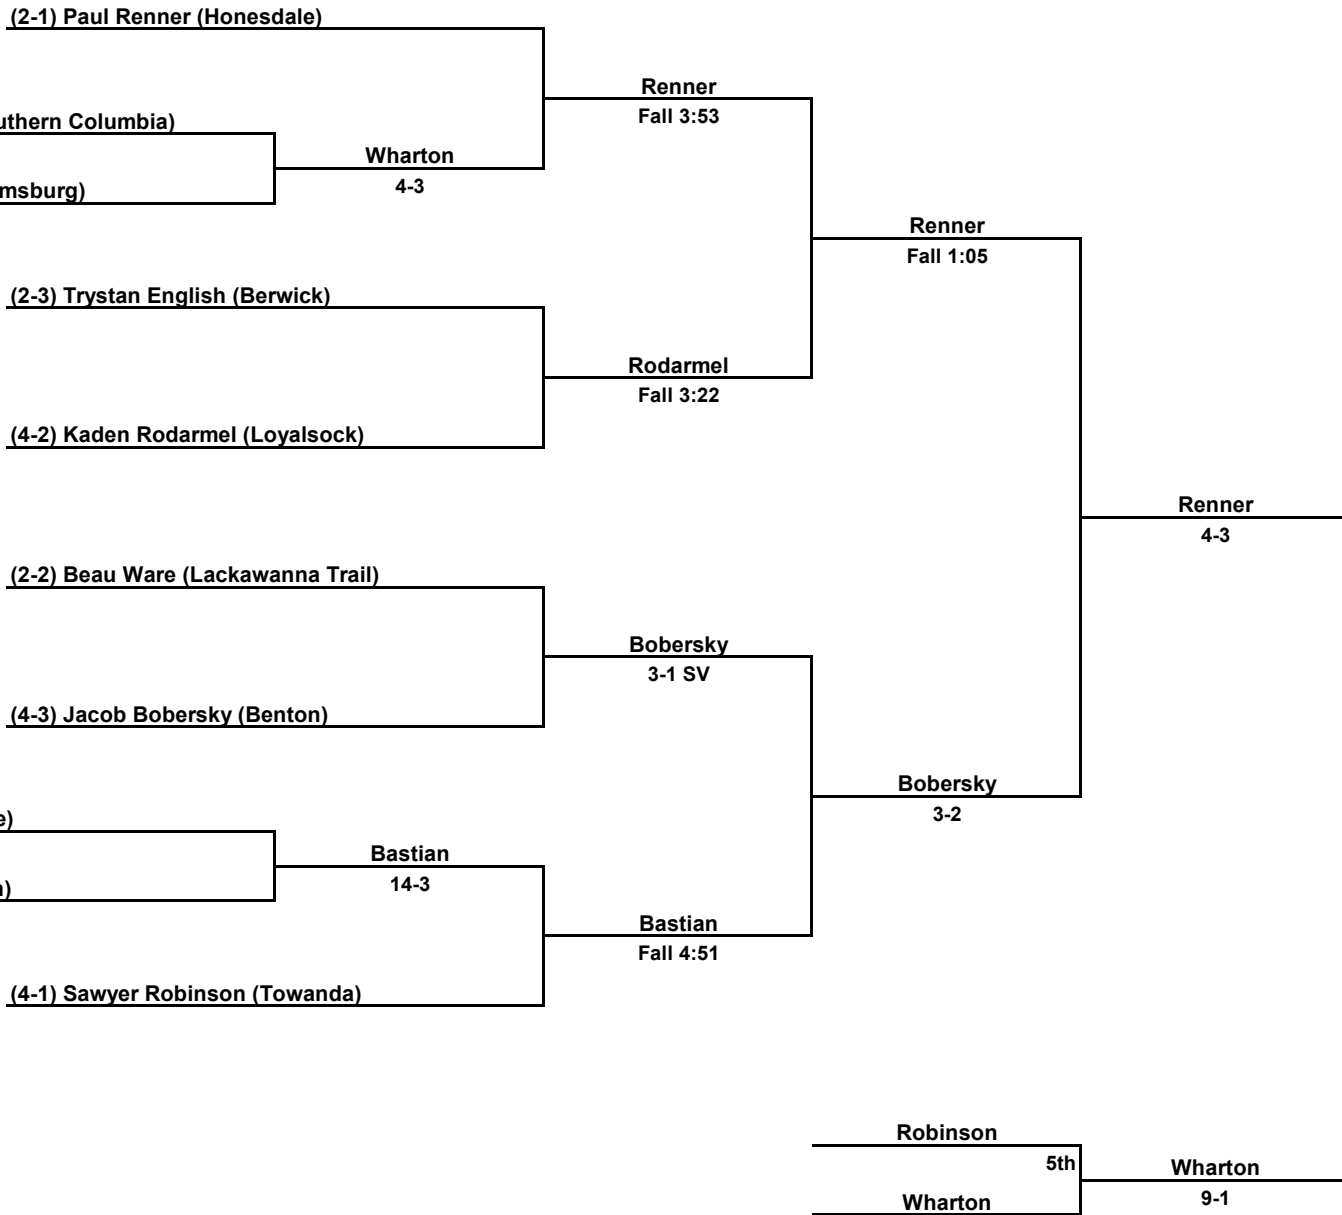 (2-1) Paul Renner (Honesdale)
Renner
Fall 3:53
Columbia)
Wharton
4-3
(2-3) Trystan English (Berwick)
Renner
Fall 1:05
Rodarmel
Fall 3:22
(4-2) Kaden Rodarmel (Loyalsock)
Renner
4-3
(2-2) Beau Ware (Lackawanna Trail)
Bobersky
3-1 SV
(4-3) Jacob Bobersky (Benton)
Bobersky
3-2
Bastian
14-3
Bastian
Fall 4:51
(4-1) Sawyer Robinson (Towanda)
Robinson
5th
Wharton
9-1
Wharton